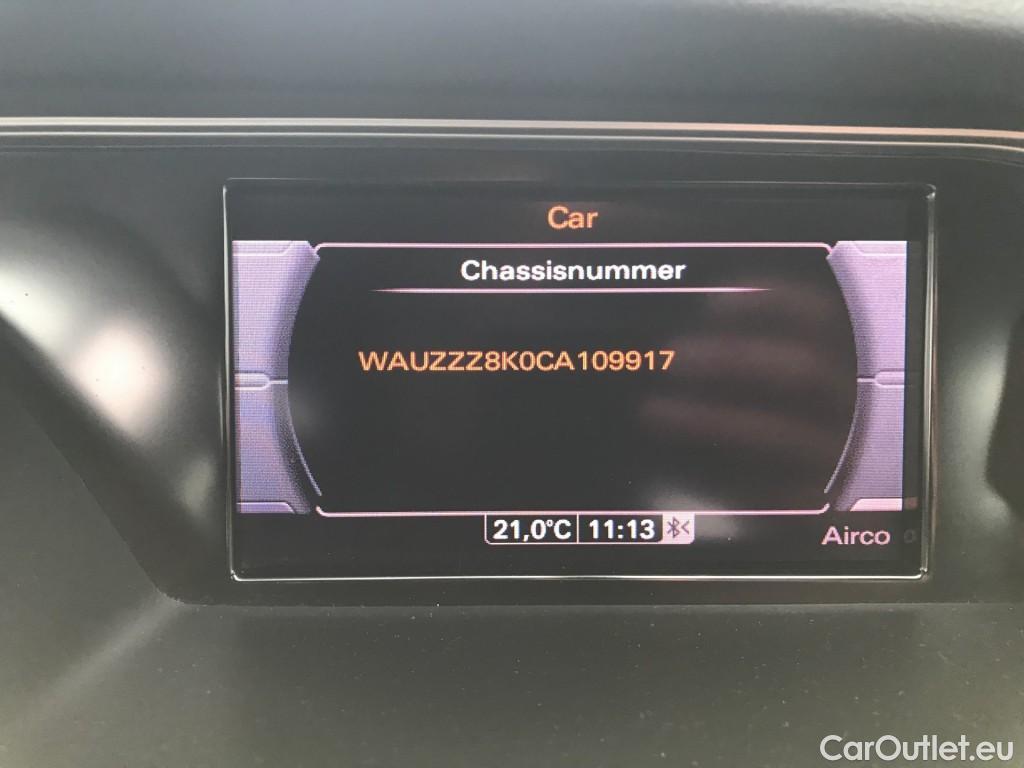 Car
Chassisnummer
WAUZZZ8K0CA109917
21,0°C 11:13
Airco
CarOutlet.eu